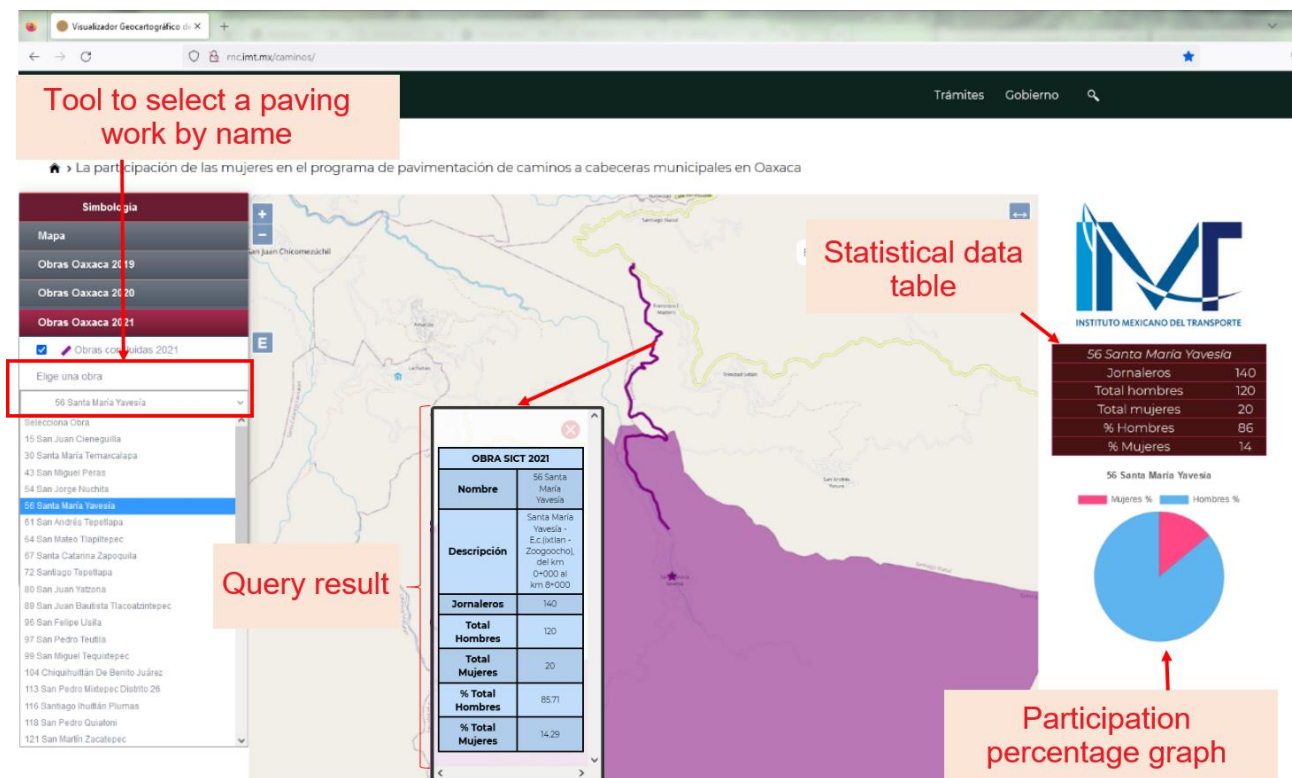 Visualizador Geocartográfico de
rnc.imt.mx/caminos/
Tool to select a paving
work by name
Trámites Gobierno
> La participación de las mujeres en el programa de pavimentación de caminos a cabeceras municipales en Oaxaca
Simbología
Mapa
Obras Oaxaca 2019
Obras Oaxaca 2020
Obras Oaxaca 2021
Obras concluidas 2021
Elige una obra
56 Santa María Yavesía
Selecciona Obra
15 San Juan Cieneguilla
30 Santa María Temaxcalapa
43 San Miguel Peras
54 San Jorge Nuchita
56 Santa María Yavesía
61 San Andrés Tepetlapa
64 San Mateo Tlapiltepec
67 Santa Catarina Zapoquila
72 Santiago Tepetlapa
80 San Juan Yatzona
89 San Juan Bautista Tlacoatzintepec
96 San Felipe Usila
97 San Pedro Teutila
99 San Miguel Tequixtepec
104 Chiquihuitlán De Benito Juárez
113 San Pedro Mixtepec Distrito 26
116 Santiago Ihuitlán Plumas
118 San Pedro Quiatoni
121 San Martín Zacatepec
+
−
E
San Juan Chicomezúchil
Francisco I.
Madero
Trinidad Ixtlán
San Andrés
Query result
OBRA SICT 2021
Nombre
56 Santa
María
Yavesía
Descripción
Santa María
Yavesía -
E.c.(Ixtlan -
Zoogoocho),
del km
0+000 al
km 8+000
Jornaleros 140
Total
Hombres
120
Total
Mujeres
20
% Total
Hombres
85.71
% Total
Mujeres
14.29
Statistical data
table
INSTITUTO MEXICANO DEL TRANSPORTE
56 Santa María Yavesía
Jornaleros 140
Total hombres 120
Total mujeres 20
% Hombres 86
% Mujeres 14
56 Santa María Yavesía
Mujeres % Hombres %
Participation
percentage graph